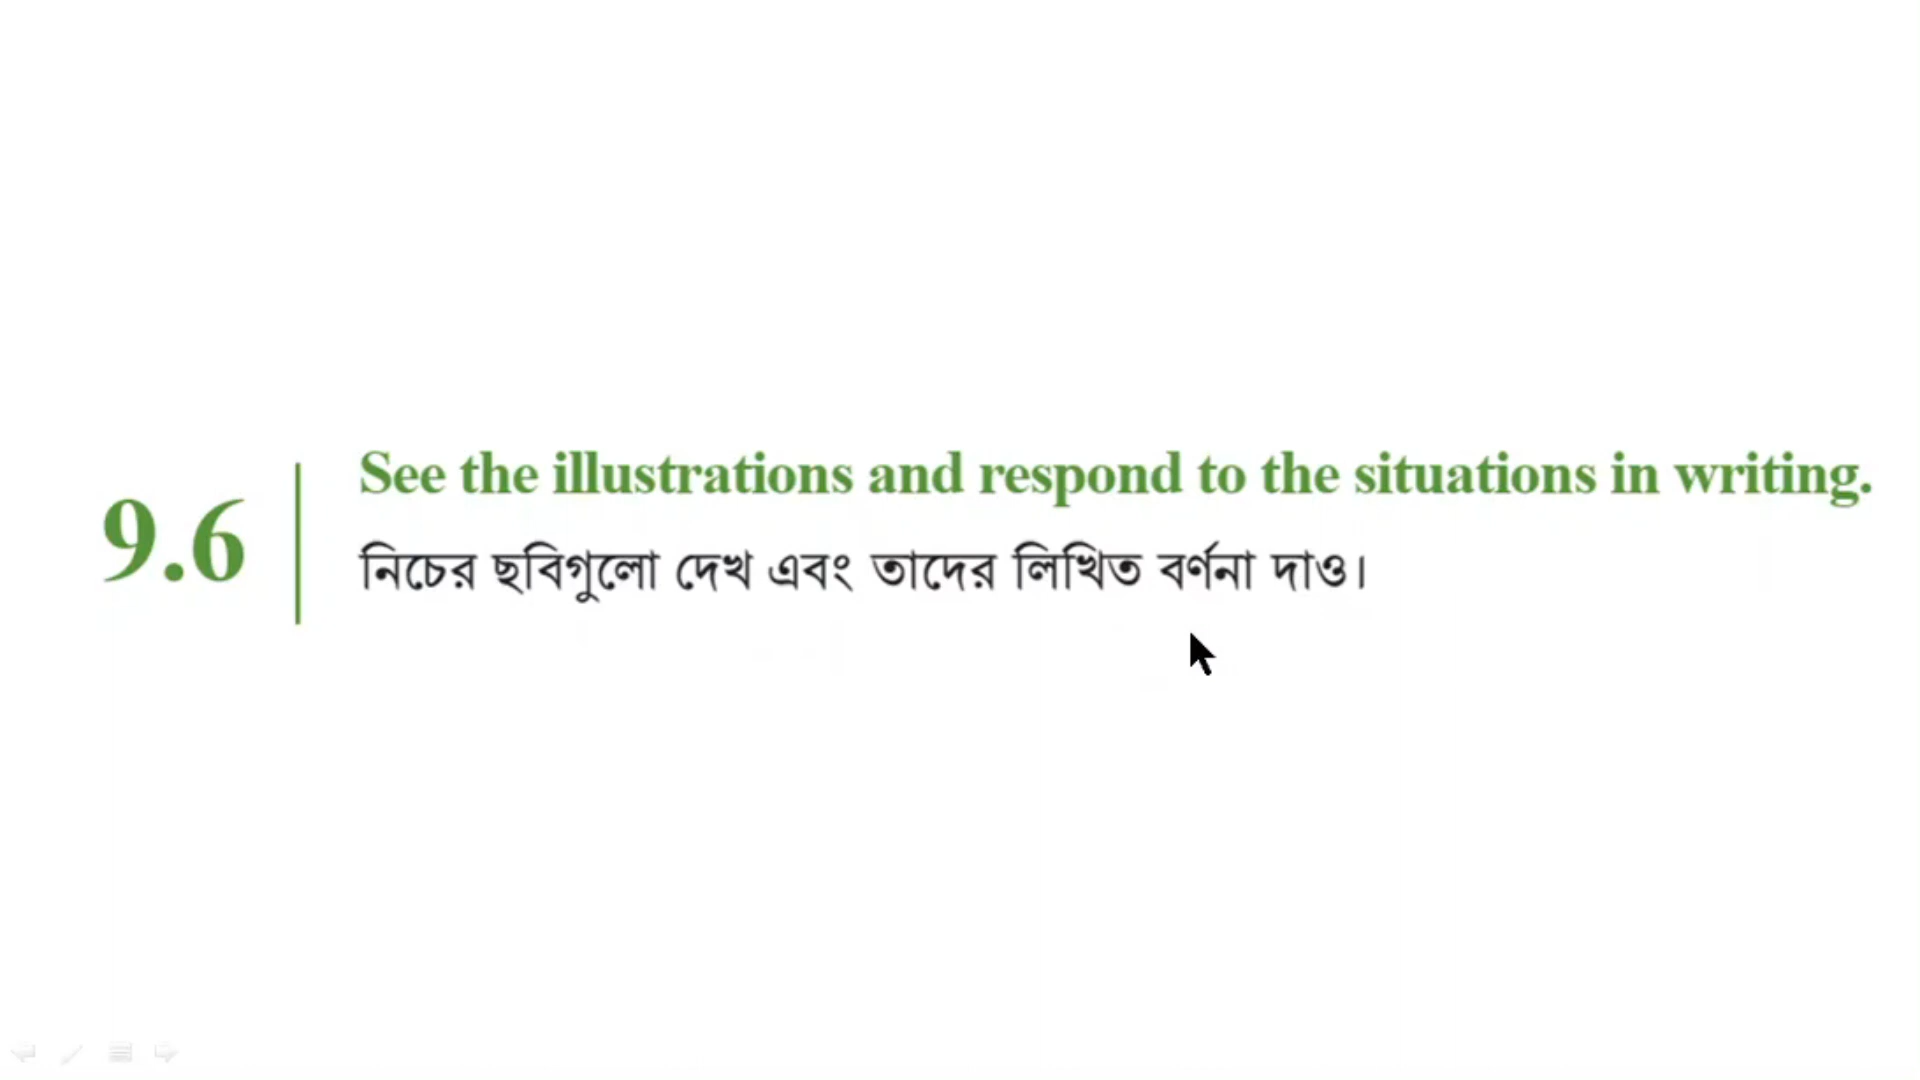 9.6
See the illustrations and respond to the situations in writing.
নিচের ছবিগুলো দেখ এবং তাদের লিখিত বর্ণনা দাও।